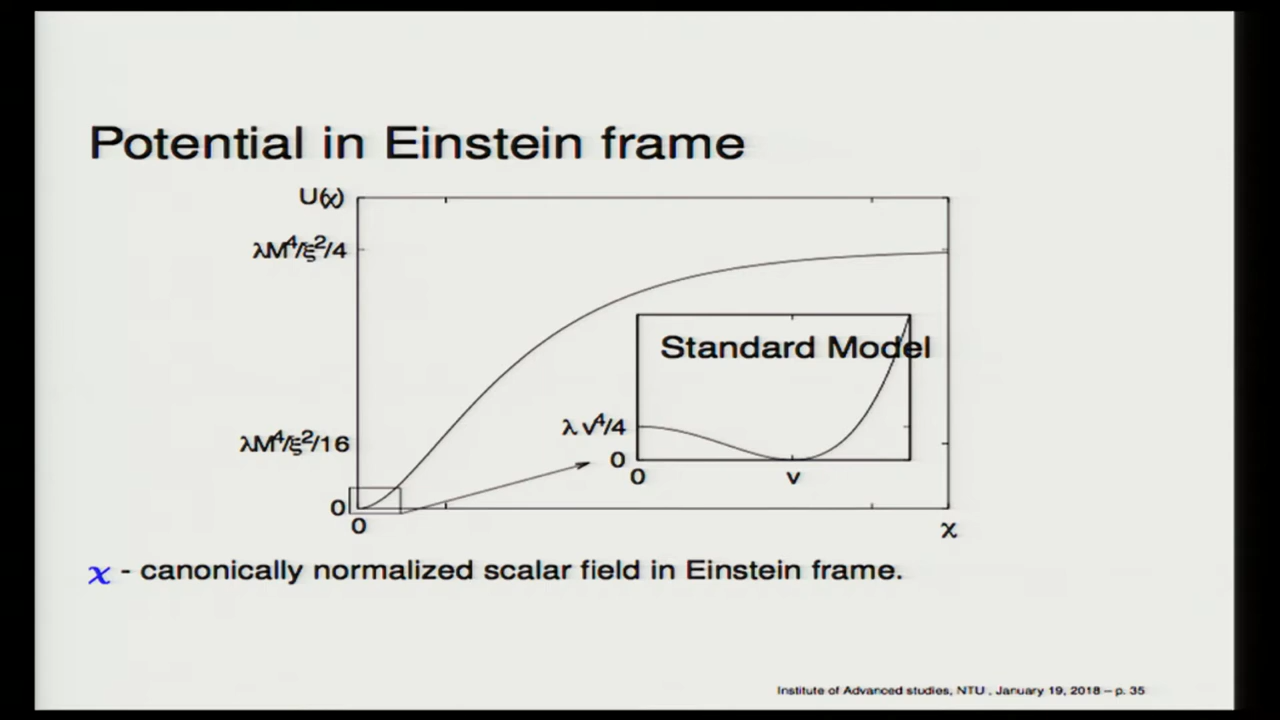 Potential in Einstein frame
U(χ)
λM⁴/ξ²/4
Standard Model
λ v⁴/4
λM⁴/ξ²/16
0
0 v
0
0 χ
χ - canonically normalized scalar field in Einstein frame.
Institute of Advanced studies, NTU , January 19, 2018 – p. 35